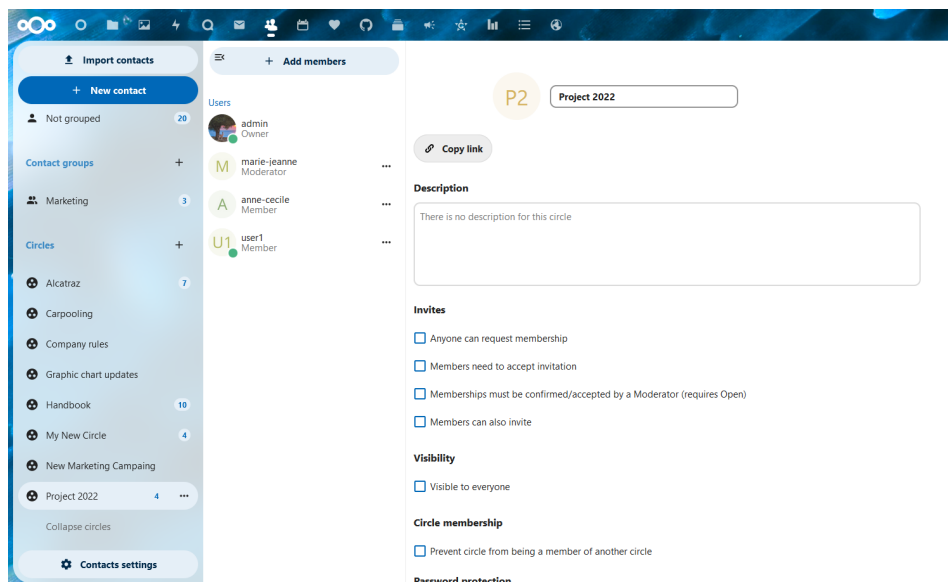 Import contacts
+ New contact
Not grouped 20
Contact groups +
Marketing 3
Circles +
Alcatraz 7
Carpooling
Company rules
Graphic chart updates
Handbook 10
My New Circle 4
New Marketing Campaing
Project 2022 4 •••
Collapse circles
Contacts settings
+ Add members
Users
admin
Owner
M marie-jeanne •••
Moderator
A anne-cecile •••
Member
U1 user1 •••
Member
P2 Project 2022
Copy link
Description
There is no description for this circle
Invites
Anyone can request membership
Members need to accept invitation
Memberships must be confirmed/accepted by a Moderator (requires Open)
Members can also invite
Visibility
Visible to everyone
Circle membership
Prevent circle from being a member of another circle
Password protection